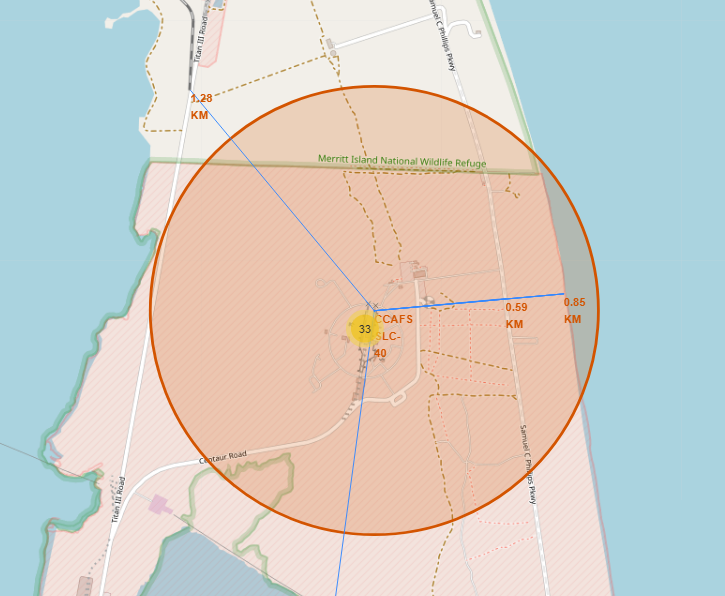 Titan III Road
Samuel C Phillips Pkwy
1.28
KM
Merritt Island National Wildlife Refuge
0.85
KM
0.59
KM
CCAFS
SLC-
40
33
Centaur Road
Titan III Road
Samuel C Phillips Pkwy